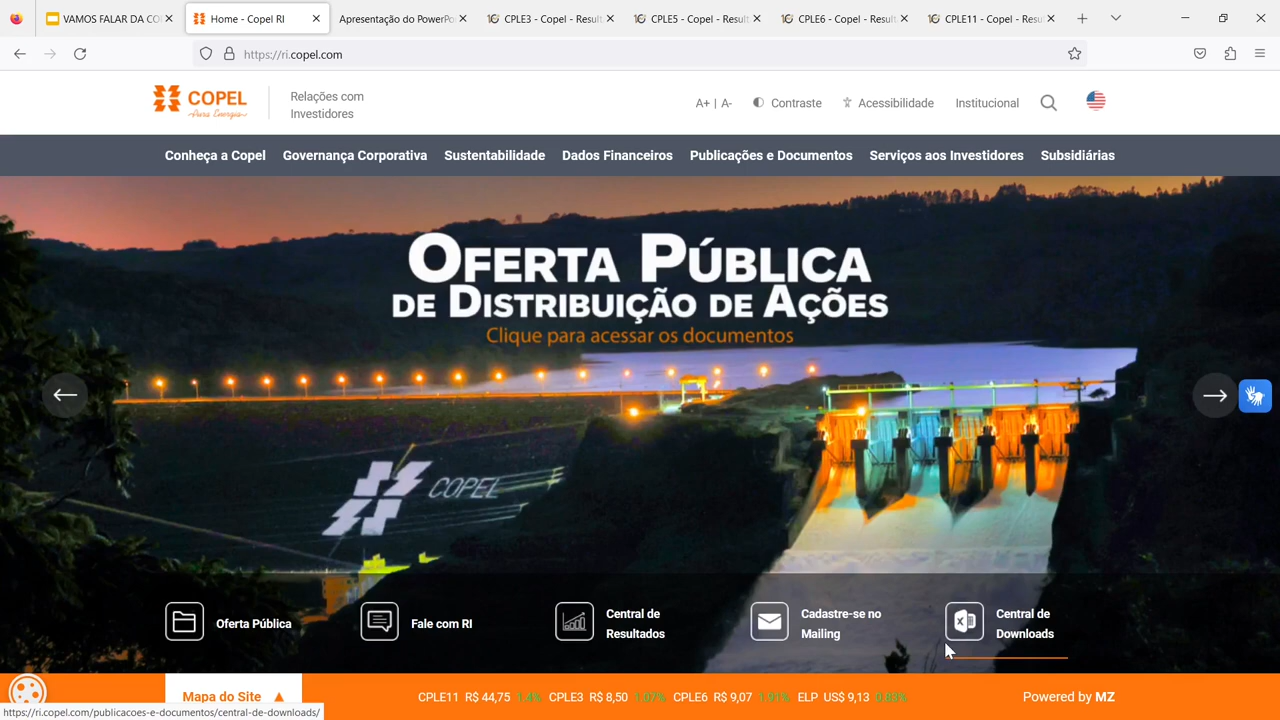 VAMOS FALAR DA CO
Home - Copel RI
Apresentação do PowerPo
CPLE3 - Copel - Result
CPLE5 - Copel - Result
CPLE6 - Copel - Result
CPLE11 - Copel - Resu
https://ri.copel.com
COPEL
Pura Energia
Relações com
Investidores
A+ | A-
Contraste
Acessibilidade
Institucional
Conheça a Copel
Governança Corporativa
Sustentabilidade
Dados Financeiros
Publicações e Documentos
Serviços aos Investidores
Subsidiárias
OFERTA PÚBLICA
DE DISTRIBUIÇÃO DE AÇÕES
Clique para acessar os documentos
COPEL
Oferta Pública
Fale com RI
Central de
Resultados
Cadastre-se no
Mailing
Central de
Downloads
Mapa do Site ▲
CPLE11 R$ 44,75 1.4% CPLE3 R$ 8,50 1.07% CPLE6 R$ 9,07 1.91% ELP US$ 9,13 0.83%
Powered by MZ
https://ri.copel.com/publicacoes-e-documentos/central-de-downloads/